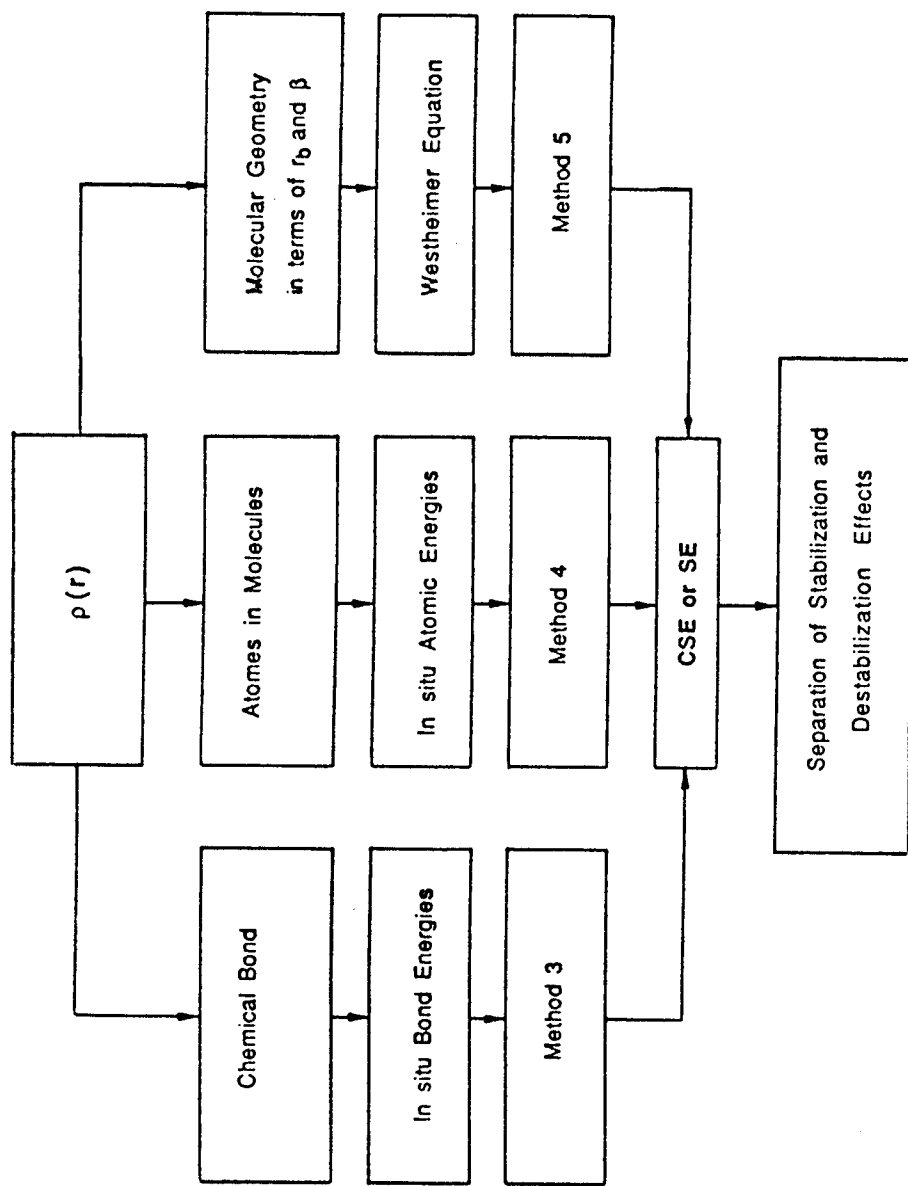 ρ(r)
Chemical Bond
Atomes in Molecules
Molecular Geometry
in terms of r_b and β
In situ Bond Energies
In situ Atomic Energies
Westheimer Equation
Method 3
Method 4
Method 5
CSE or SE
Separation of Stabilization and
Destabilization Effects